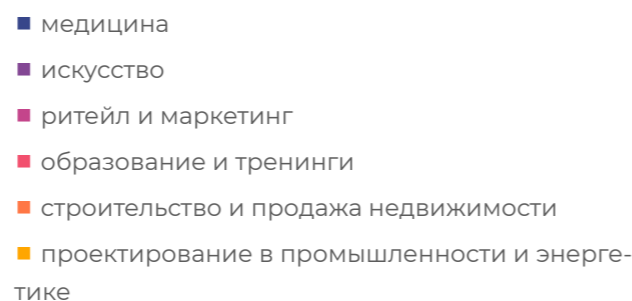 медицина
искусство
ритейл и маркетинг
образование и тренинги
строительство и продажа недвижимости
проектирование в промышленности и энерге-
тике